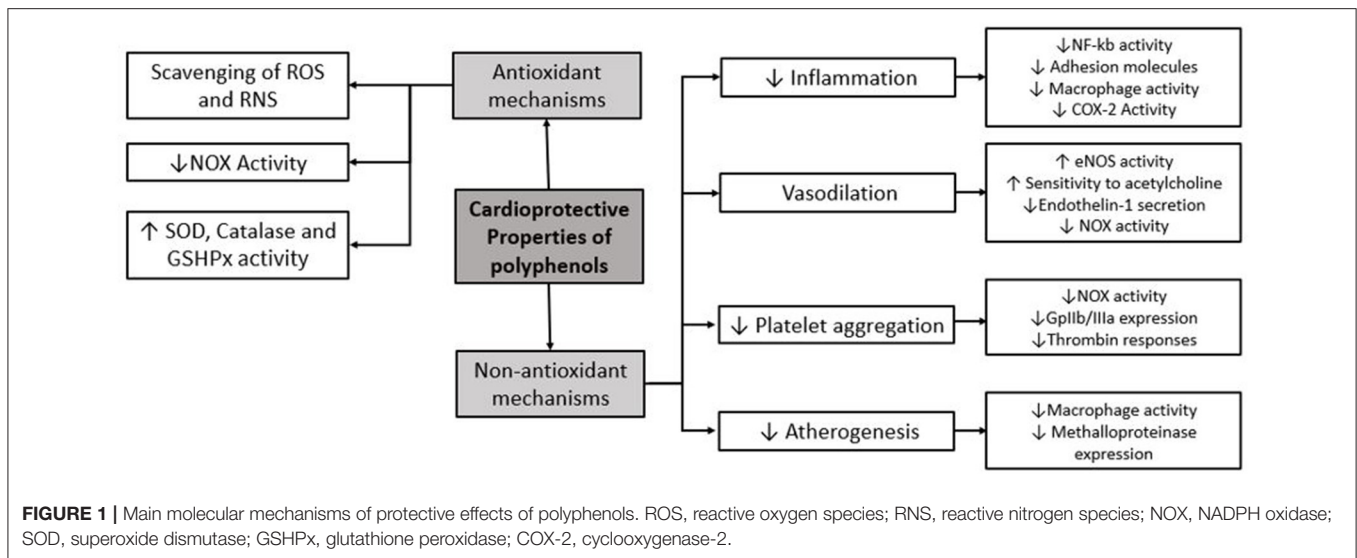 Scavenging of ROS
and RNS
↓NOX Activity
↑ SOD, Catalase and
GSHPx activity
Antioxidant
mechanisms
Cardioprotective
Properties of
polyphenols
Non-antioxidant
mechanisms
↓ Inflammation
↓NF-kb activity
↓ Adhesion molecules
↓ Macrophage activity
↓ COX-2 Activity
Vasodilation
↑ eNOS activity
↑ Sensitivity to acetylcholine
↓Endothelin-1 secretion
↓ NOX activity
↓ Platelet aggregation
↓NOX activity
↓GpIIb/IIIa expression
↓Thrombin responses
↓ Atherogenesis
↓Macrophage activity
↓ Methalloproteinase
expression
FIGURE 1 | Main molecular mechanisms of protective effects of polyphenols. ROS, reactive oxygen species; RNS, reactive nitrogen species; NOX, NADPH oxidase;
SOD, superoxide dismutase; GSHPx, glutathione peroxidase; COX-2, cyclooxygenase-2.